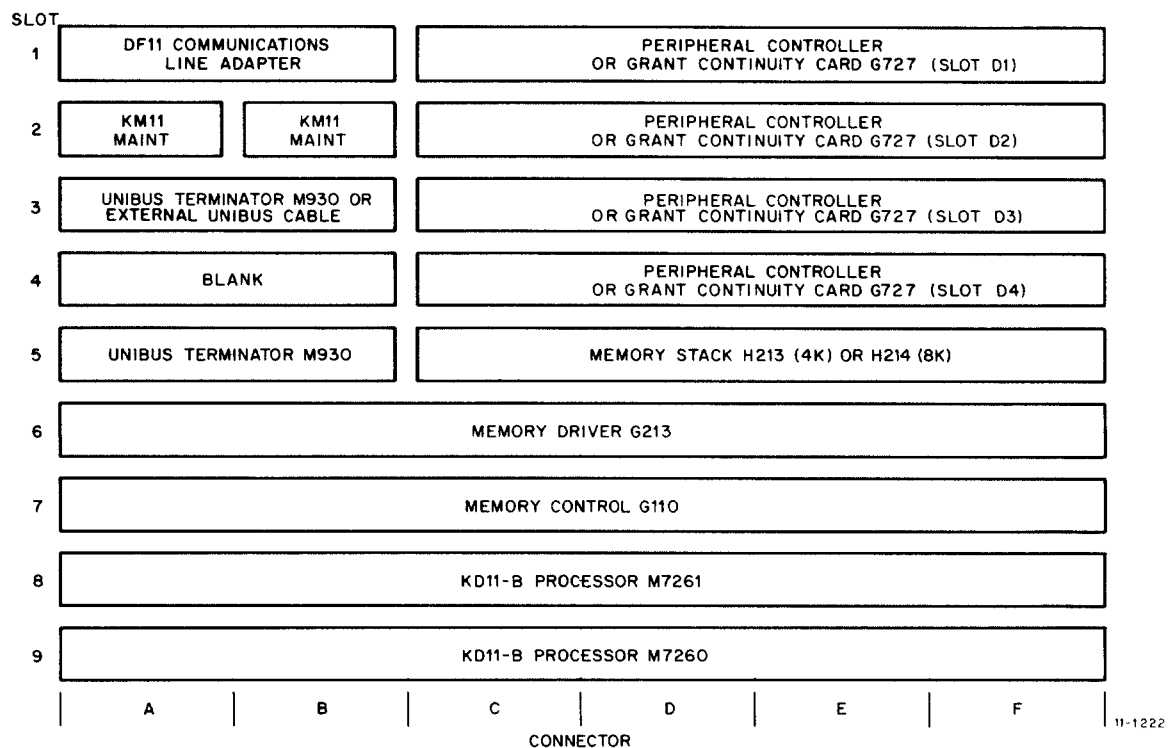 SLOT
1
DF11 COMMUNICATIONS
LINE ADAPTER
PERIPHERAL CONTROLLER
OR GRANT CONTINUITY CARD G727 (SLOT D1)
2
KM11
MAINT
KM11
MAINT
PERIPHERAL CONTROLLER
OR GRANT CONTINUITY CARD G727 (SLOT D2)
3
UNIBUS TERMINATOR M930 OR
EXTERNAL UNIBUS CABLE
PERIPHERAL CONTROLLER
OR GRANT CONTINUITY CARD G727 (SLOT D3)
4
BLANK
PERIPHERAL CONTROLLER
OR GRANT CONTINUITY CARD G727 (SLOT D4)
5
UNIBUS TERMINATOR M930
MEMORY STACK H213 (4K) OR H214 (8K)
6
MEMORY DRIVER G213
7
MEMORY CONTROL G110
8
KD11-B PROCESSOR M7261
9
KD11-B PROCESSOR M7260
A B C D E F
CONNECTOR
11-1222